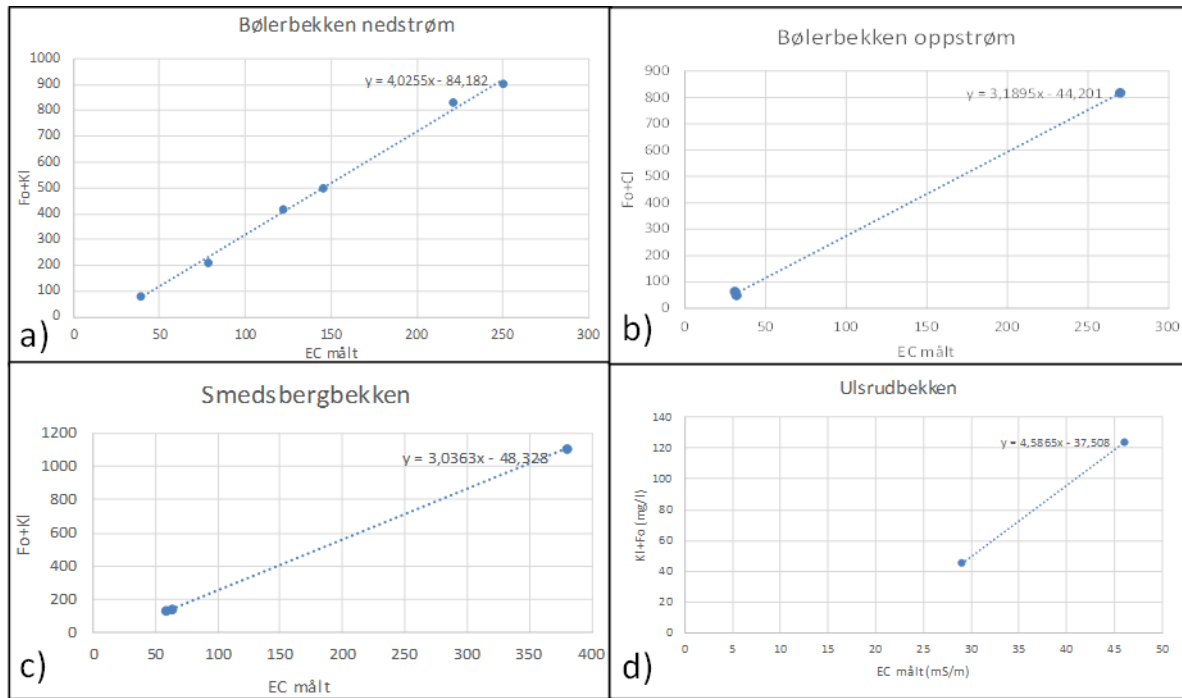 Bølerbekken nedstrøm
1000
900
800
700
600
500
400
300
200
100
0
Fo+Kl
y = 4,0255x - 84,182
0 50 100 150 200 250 300
EC målt
a)
Bølerbekken oppstrøm
900
800
700
600
500
400
300
200
100
0
Fo+Cl
y = 3,1895x - 44,201
0 50 100 150 200 250 300
EC målt
b)
Smedsbergbekken
1200
1000
800
600
400
200
0
Fo+Kl
y = 3,0363x - 48,328
0 50 100 150 200 250 300 350 400
EC målt
c)
Ulsrudbekken
140
120
100
80
60
40
20
0
Kl+Fo (mg/l)
y = 4,5865x - 37,508
0 5 10 15 20 25 30 35 40 45 50
EC målt (mS/m)
d)